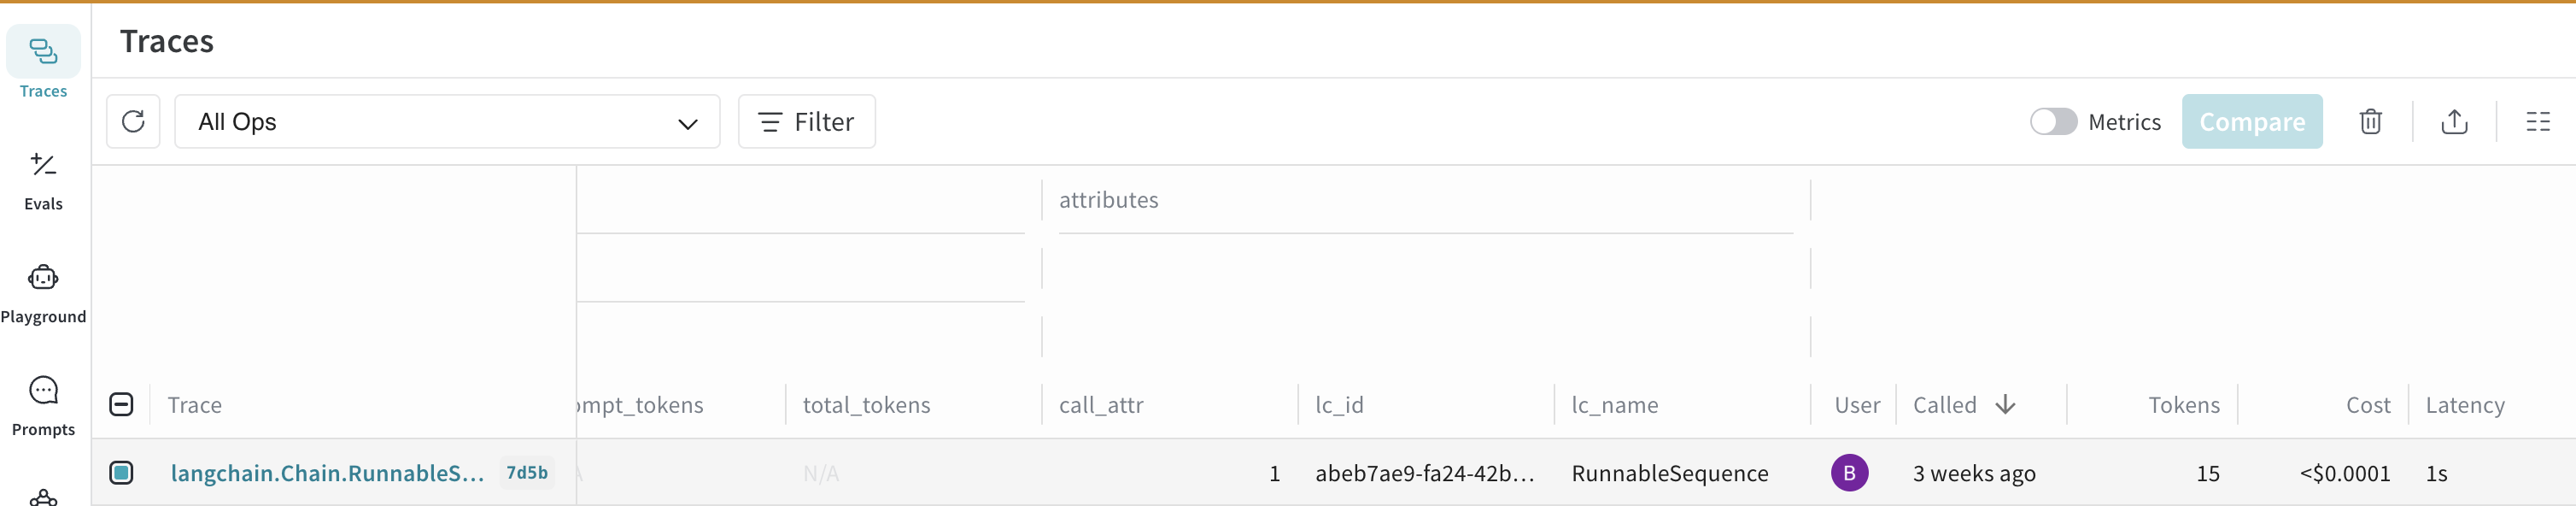 Traces
Traces
All Ops
Filter
Metrics
Compare
Evals
attributes
Playground
Prompts
Trace
mpt_tokens
total_tokens
call_attr
lc_id
lc_name
User
Called
Tokens
Cost
Latency
langchain.Chain.RunnableS...
7d5b
N/A
1
abeb7ae9-fa24-42b...
RunnableSequence
B
3 weeks ago
15
<$0.0001
1s